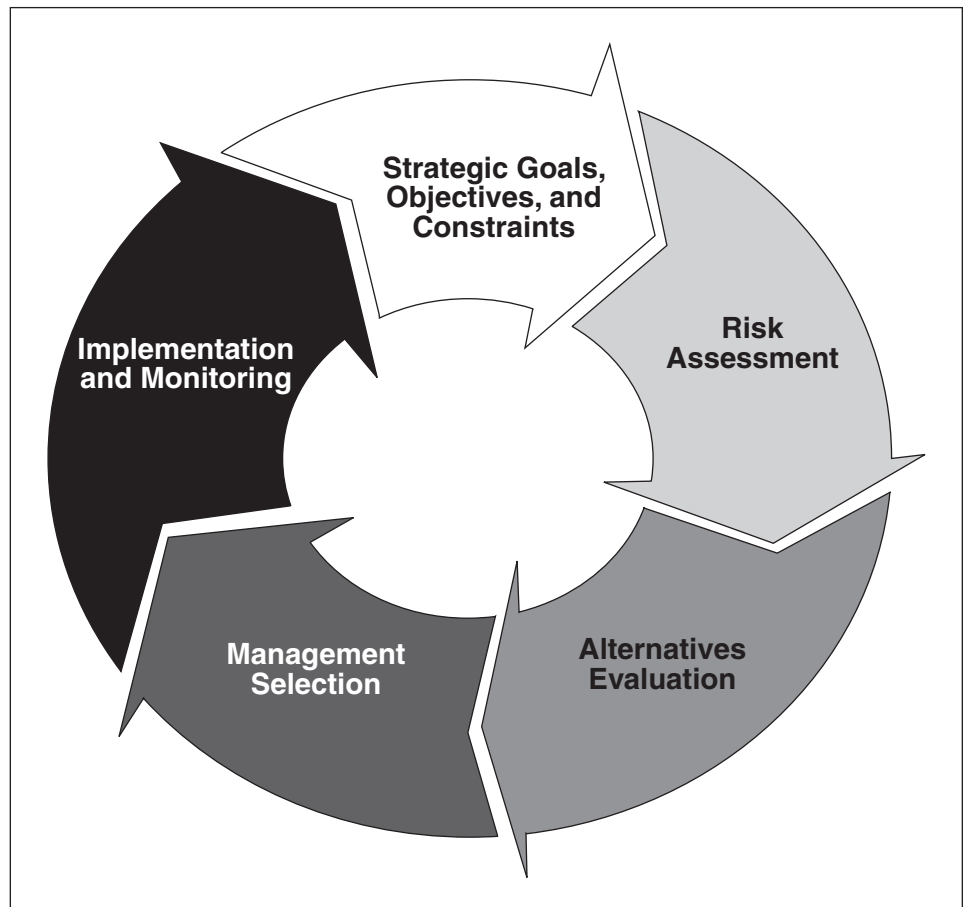 Strategic Goals,
Objectives, and
Constraints
Risk
Assessment
Alternatives
Evaluation
Management
Selection
Implementation
and Monitoring